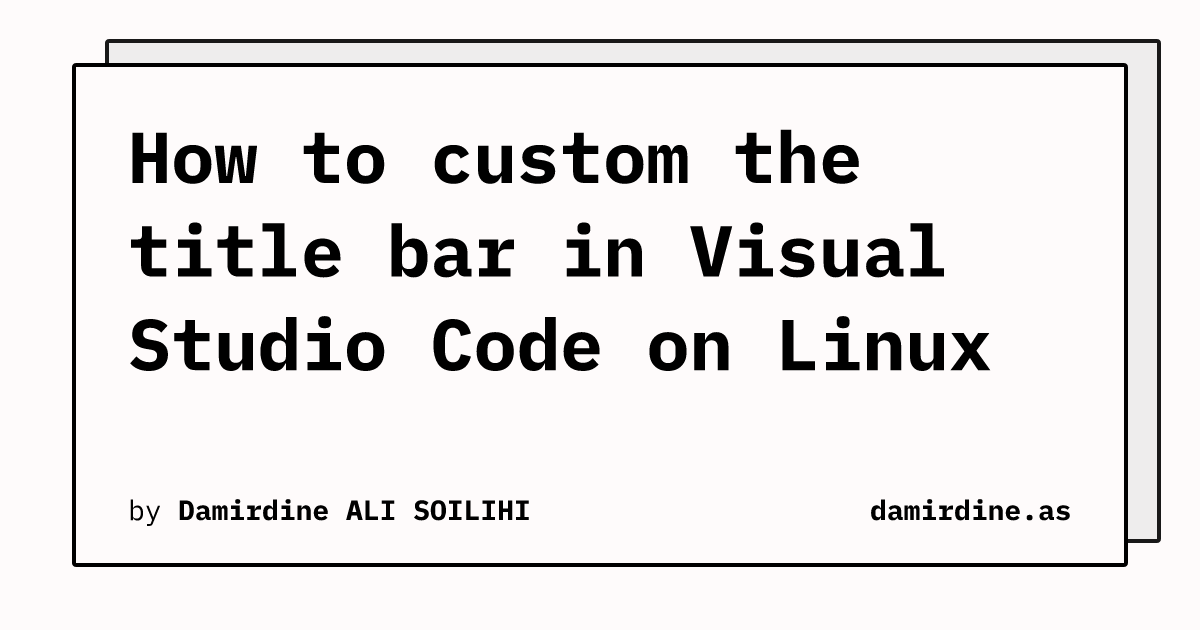 How to custom the
title bar in Visual
Studio Code on Linux
by Damirdine ALI SOILIHI
damirdine.as